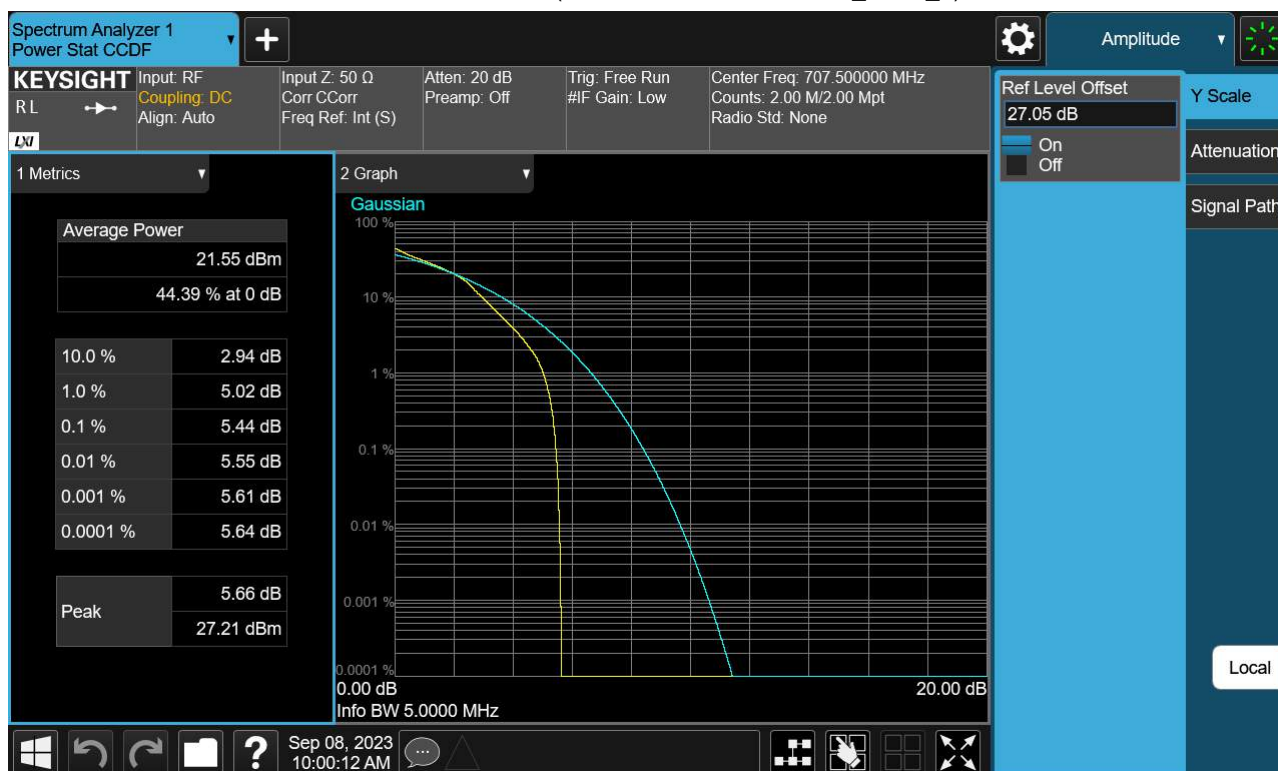 Spectrum Analyzer 1
Power Stat CCDF
+
Amplitude
KEYSIGHT
RL
LXI
Input: RF
Coupling: DC
Align: Auto
Input Z: 50 Ω
Corr CCorr
Freq Ref: Int (S)
Atten: 20 dB
Preamp: Off
Trig: Free Run
#IF Gain: Low
Center Freq: 707.500000 MHz
Counts: 2.00 M/2.00 Mpt
Radio Std: None
Ref Level Offset
27.05 dB
On
Off
Y Scale
Attenuation
Signal Path
Local
1 Metrics
Average Power
21.55 dBm
44.39 % at 0 dB
10.0 % 2.94 dB
1.0 % 5.02 dB
0.1 % 5.44 dB
0.01 % 5.55 dB
0.001 % 5.61 dB
0.0001 % 5.64 dB
Peak
5.66 dB
27.21 dBm
2 Graph
Gaussian
100 %
10 %
1 %
0.1 %
0.01 %
0.001 %
0.0001 %
0.00 dB 20.00 dB
Info BW 5.0000 MHz
?
Sep 08, 2023
10:00:12 AM